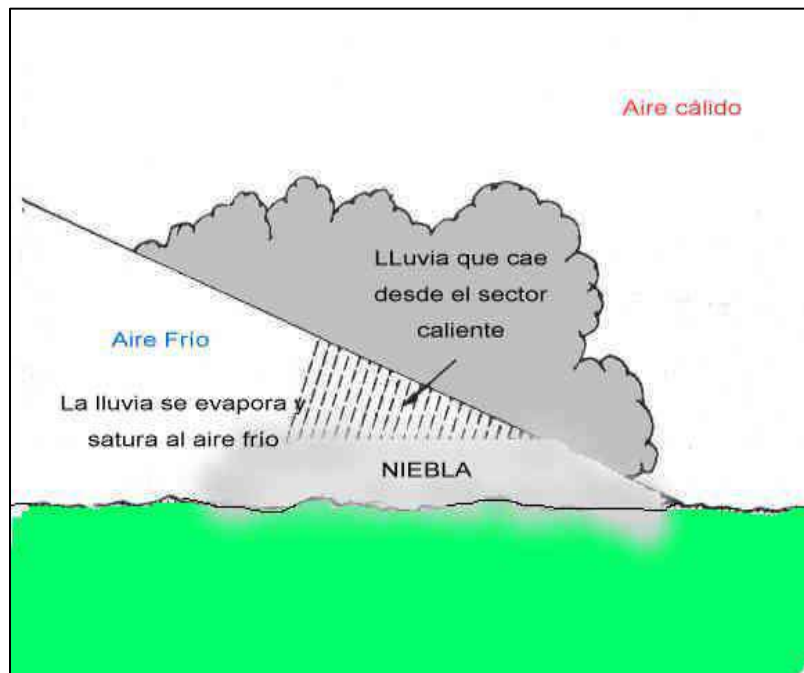 Aire cálido
LLuvia que cae
desde el sector
caliente
Aire Frío
La lluvia se evapora y
satura al aire frío
NIEBLA